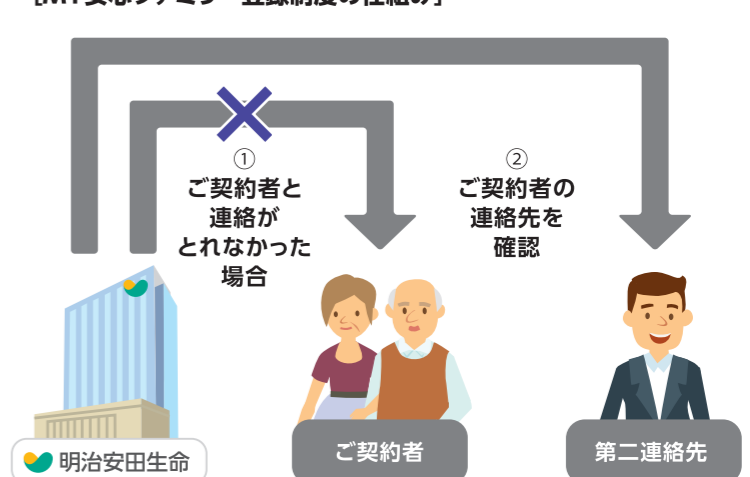 ①
ご契約者と
連絡が
とれなかった
場合
②
ご契約者の
連絡先を
確認
明治安田生命
ご契約者
第二連絡先